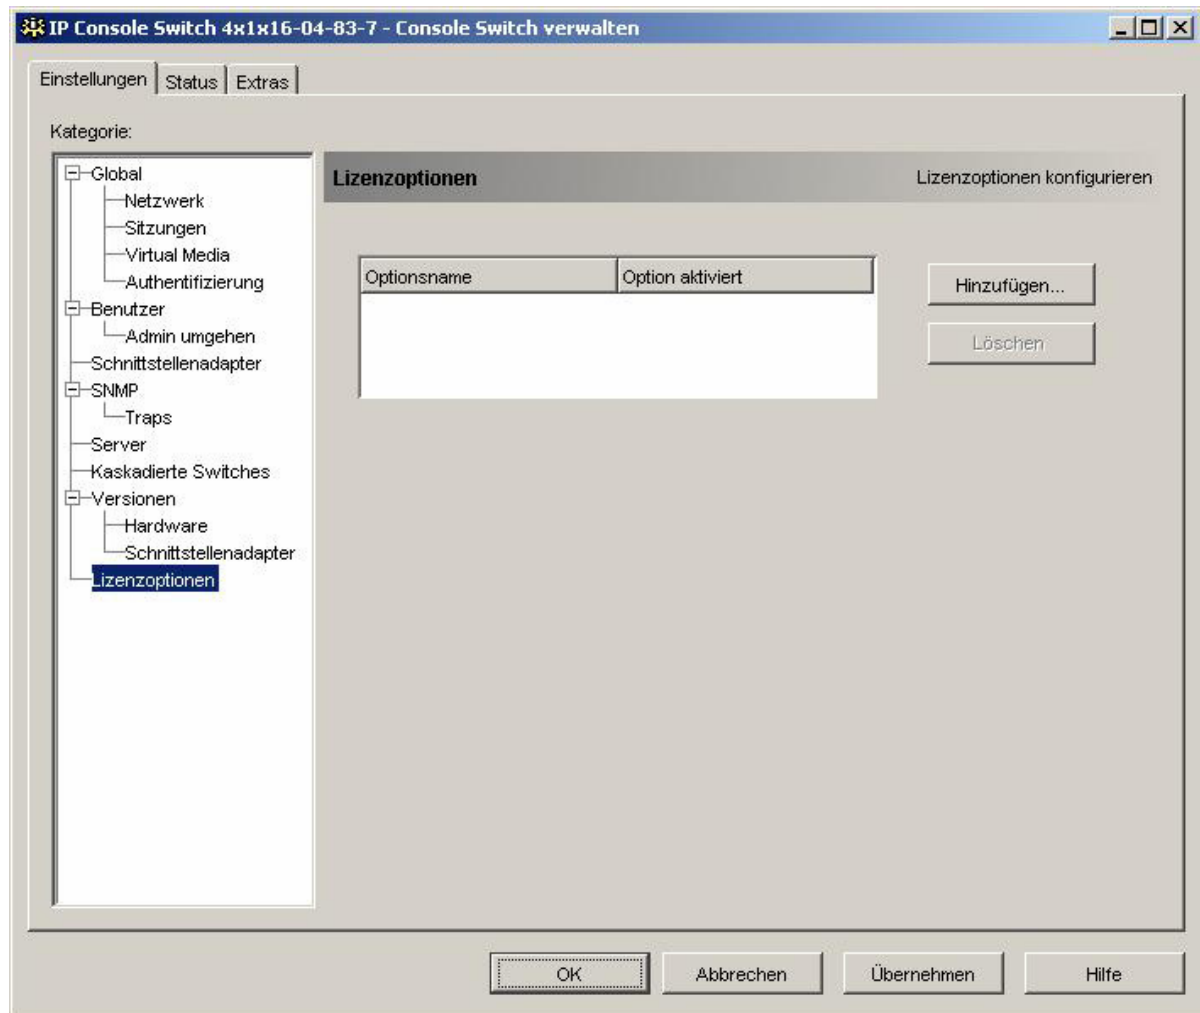 IP Console Switch 4x1x16-04-83-7 - Console Switch verwalten
Einstellungen Status Extras
Kategorie:
Global
Netzwerk
Sitzungen
Virtual Media
Authentifizierung
Benutzer
Admin umgehen
Schnittstellenadapter
SNMP
Traps
Server
Kaskadierte Switches
Versionen
Hardware
Schnittstellenadapter
Lizenzoptionen
Lizenzoptionen Lizenzoptionen konfigurieren
Optionsname Option aktiviert
Hinzufügen...
Löschen
OK Abbrechen Übernehmen Hilfe